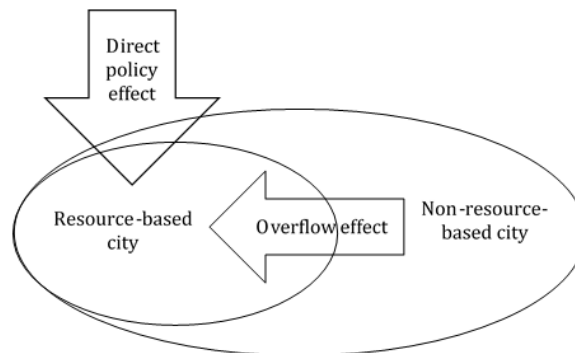 Direct
policy
effect
Resource-based
city
Overflow effect
Non-resource-
based city